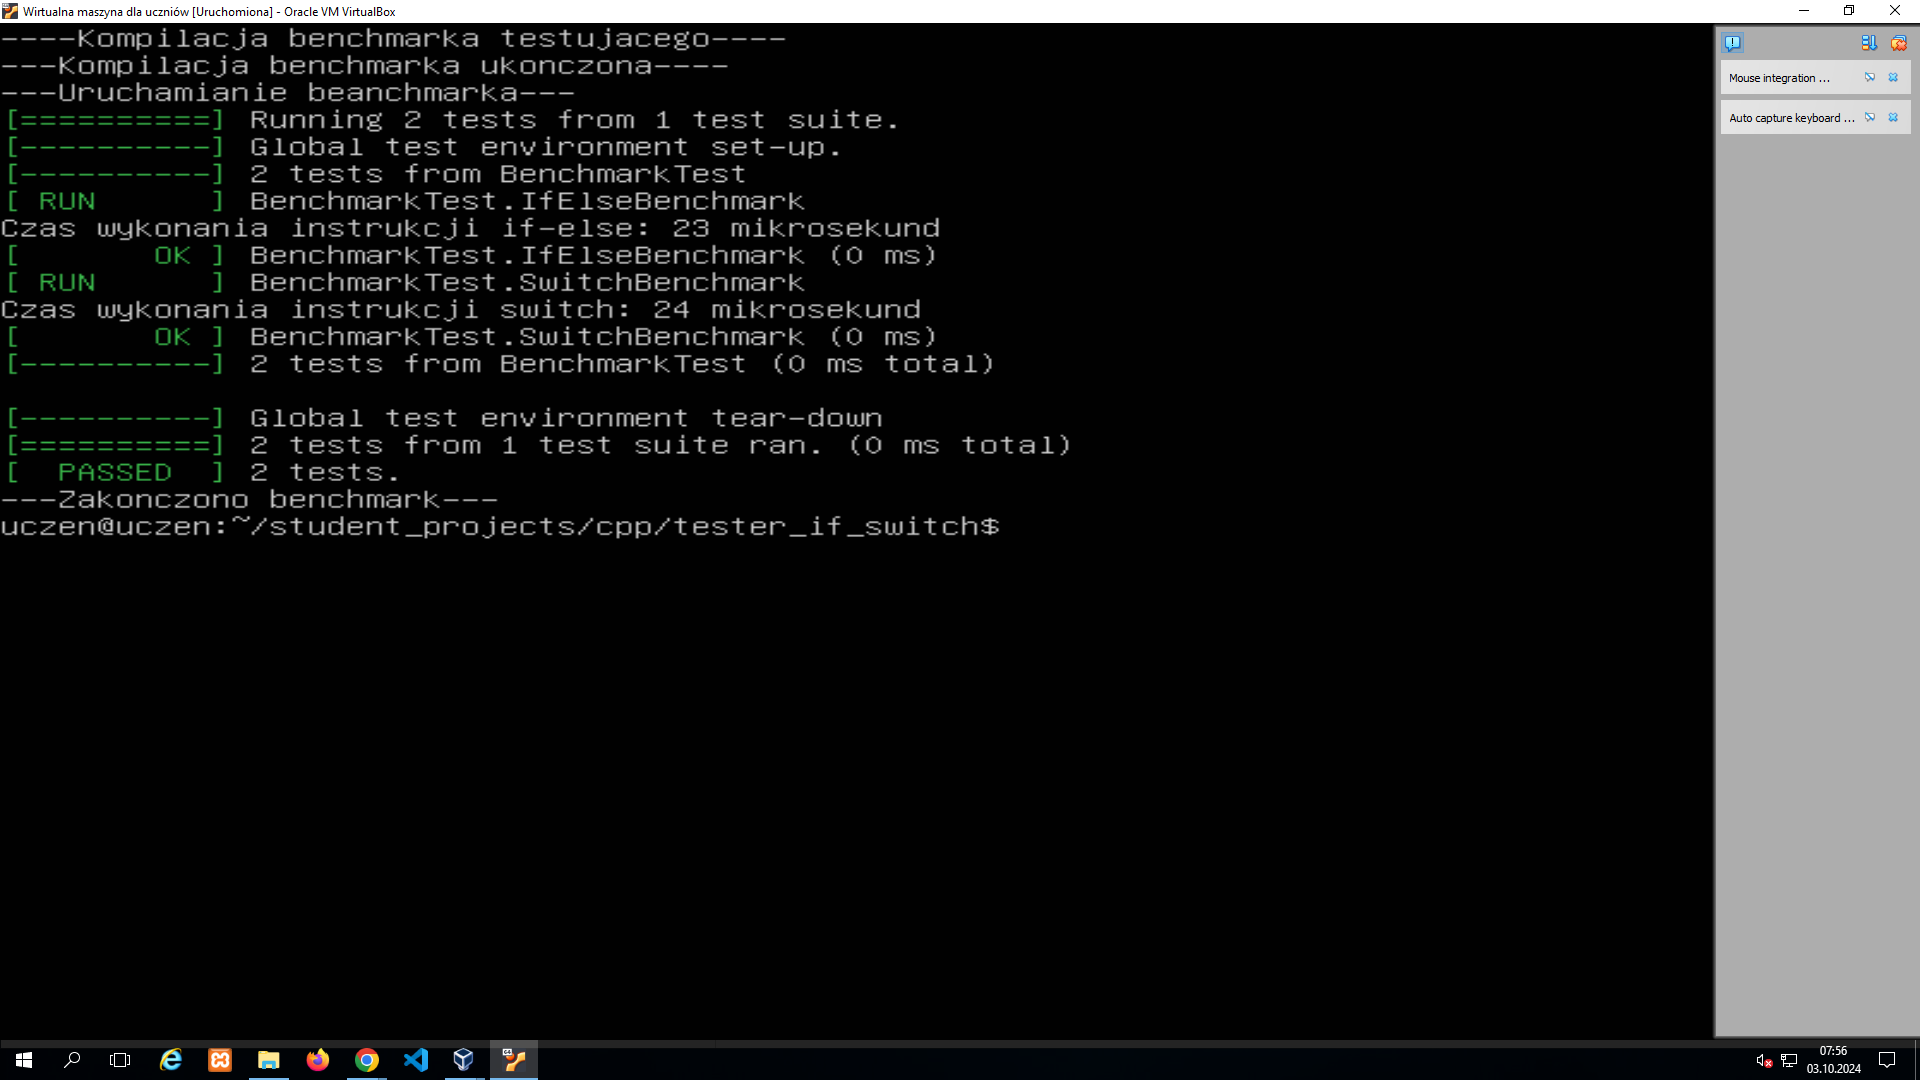 Wirtualna maszyna dla uczniów [Uruchomiona] - Oracle VM VirtualBox
----Kompilacja benchmarka testujacego----
---Kompilacja benchmarka ukonczona----
---Uruchamianie beanchmarka---
[==========] Running 2 tests from 1 test suite.
[----------] Global test environment set-up.
[----------] 2 tests from BenchmarkTest
[ RUN      ] BenchmarkTest.IfElseBenchmark
Czas wykonania instrukcji if-else: 23 mikrosekund
[       OK ] BenchmarkTest.IfElseBenchmark (0 ms)
[ RUN      ] BenchmarkTest.SwitchBenchmark
Czas wykonania instrukcji switch: 24 mikrosekund
[       OK ] BenchmarkTest.SwitchBenchmark (0 ms)
[----------] 2 tests from BenchmarkTest (0 ms total)
[----------] Global test environment tear-down
[==========] 2 tests from 1 test suite ran. (0 ms total)
[  PASSED  ] 2 tests.
---Zakonczono benchmark---
uczen@uczen:~/student_projects/cpp/tester_if_switch$
Mouse integration ...
Auto capture keyboard ...
64
07:56
03.10.2024